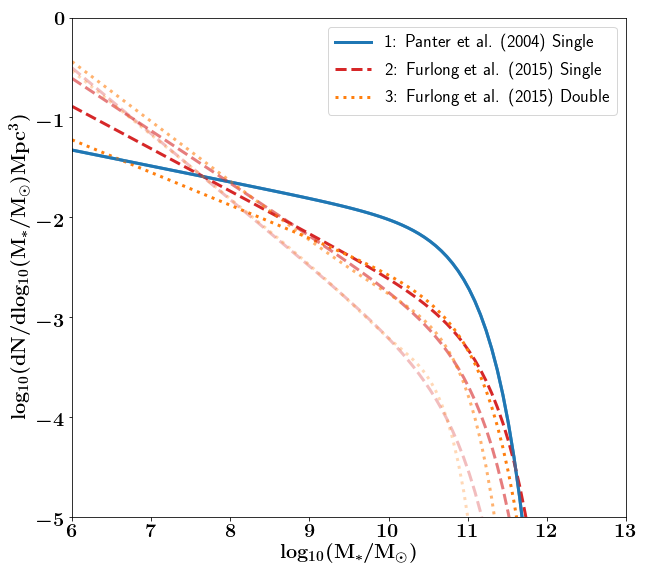 1: Panter et al. (2004) Single
2: Furlong et al. (2015) Single
3: Furlong et al. (2015) Double
log₁₀(dN/dlog₁₀(M*/M☉)Mpc³)
0
−1
−2
−3
−4
−5
6 7 8 9 10 11 12 13
log₁₀(M*/M☉)